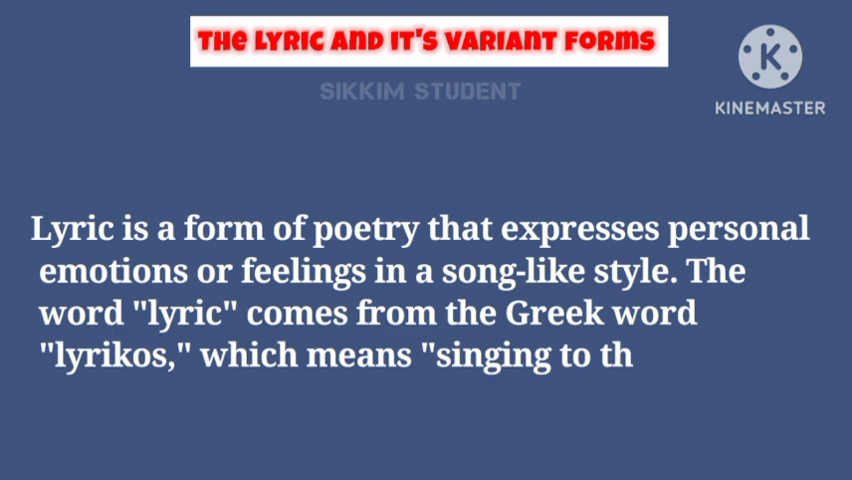 THE LYRIC AND IT'S VARIANT FORMS
SIKKIM STUDENT
KINEMASTER
Lyric is a form of poetry that expresses personal
emotions or feelings in a song-like style. The
word "lyric" comes from the Greek word
"lyrikos," which means "singing to th